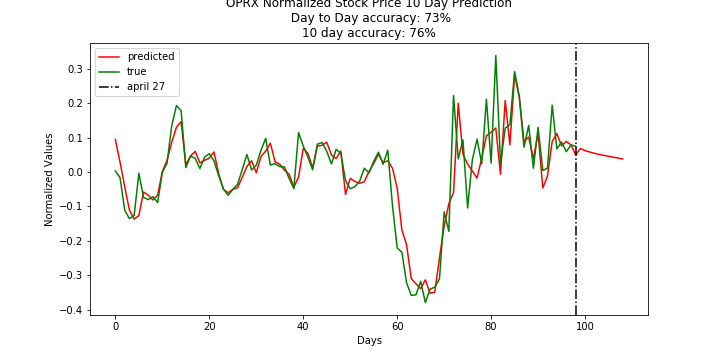 OPRX Normalized Stock Price 10 Day Prediction
Day to Day accuracy: 73%
10 day accuracy: 76%
predicted
true
april 27
Normalized Values
0.3
0.2
0.1
0.0
−0.1
−0.2
−0.3
−0.4
0 20 40 60 80 100
Days